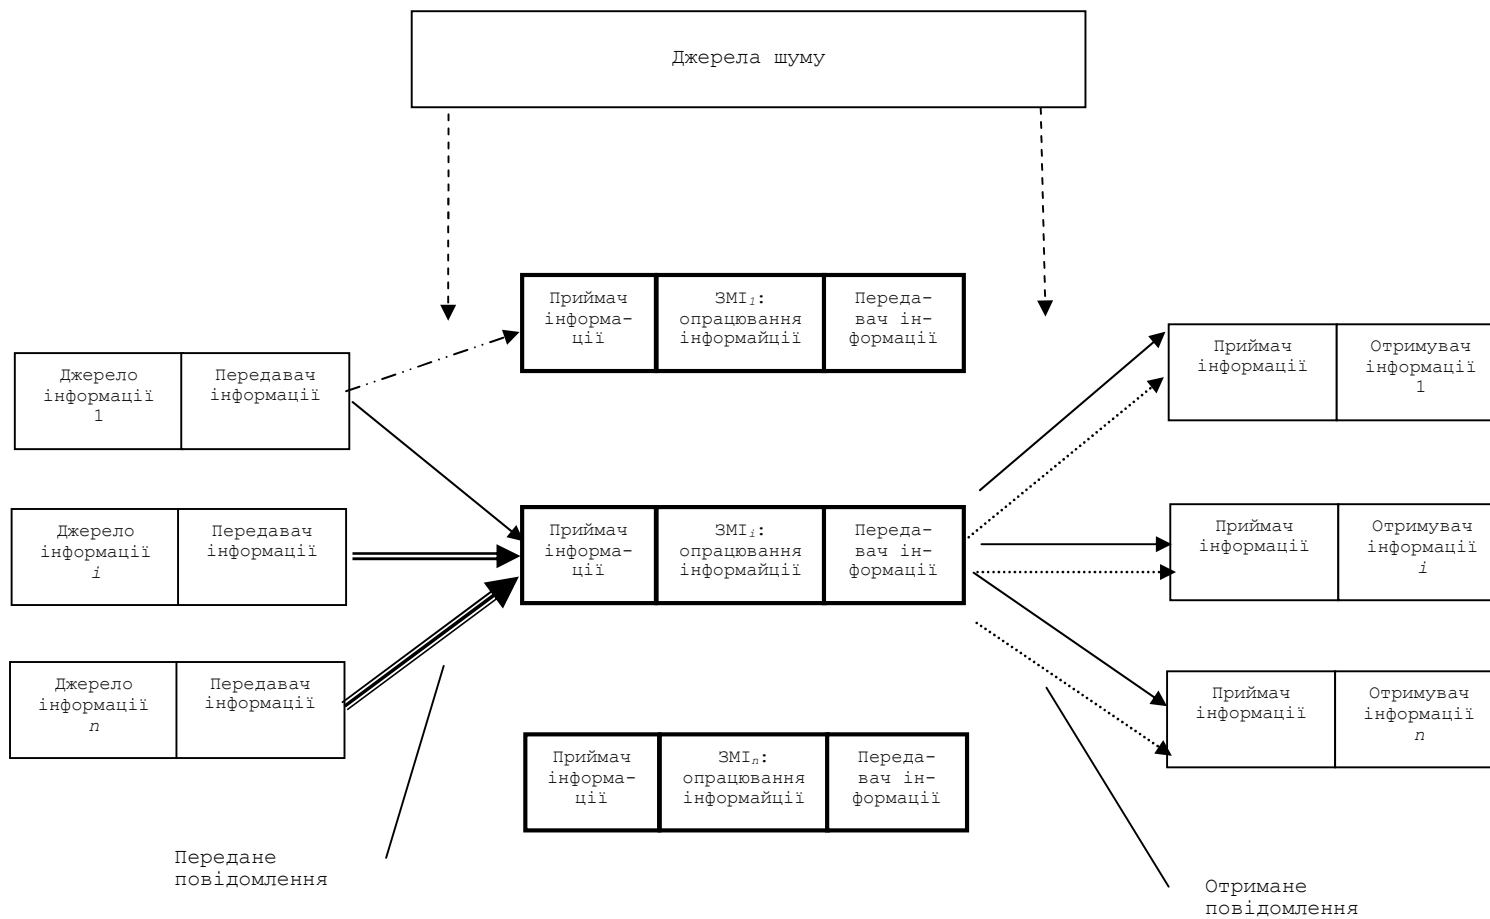 Джерела шуму
Приймач
інформа-
ції
ЗМІ1:
опрацювання
інформайції
Переда-
вач ін-
формації
Джерело
інформації
1
Передавач
інформації
Приймач
інформації
Отримувач
інформації
1
Джерело
інформації
i
Передавач
інформації
Приймач
інформа-
ції
ЗМІi:
опрацювання
інформайції
Переда-
вач ін-
формації
Приймач
інформації
Отримувач
інформації
i
Джерело
інформації
n
Передавач
інформації
Приймач
інформації
Отримувач
інформації
n
Приймач
інформа-
ції
ЗМІn:
опрацювання
інформайції
Переда-
вач ін-
формації
Передане
повідомлення
Отримане
повідомлення